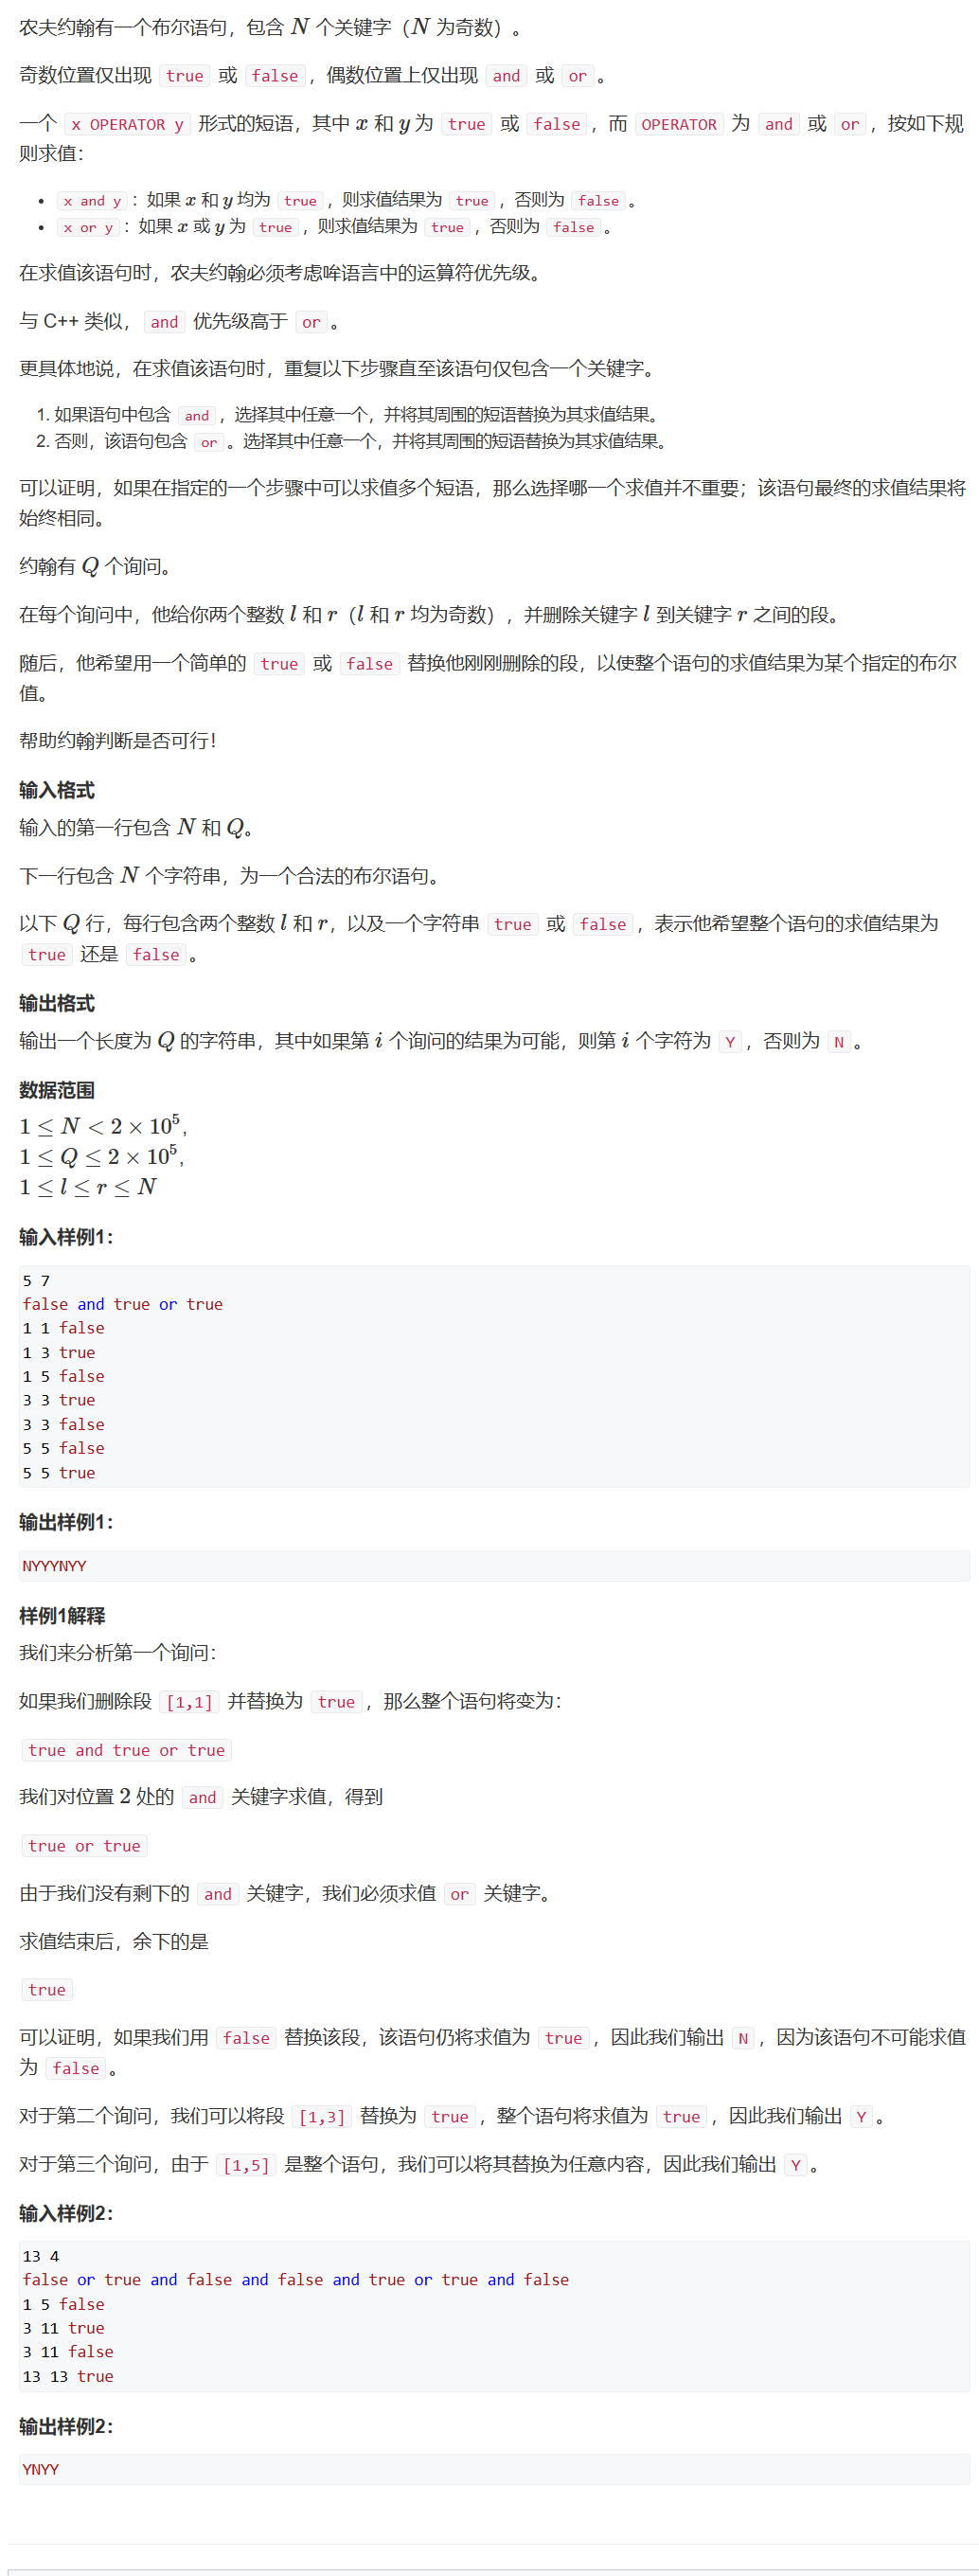 农夫约翰有一个布尔语句，包含 N 个关键字（N 为奇数）。
奇数位置仅出现 true 或 false，偶数位置上仅出现 and 或 or。
一个 x OPERATOR y 形式的短语，其中 x 和 y 为 true 或 false，而 OPERATOR 为 and 或 or，按如下规
则求值：
• x and y：如果 x 和 y 均为 true，则求值结果为 true，否则为 false。
• x or y：如果 x 或 y 为 true，则求值结果为 true，否则为 false。
在求值该语句时，农夫约翰必须考虑哞语言中的运算符优先级。
与 C++ 类似，and 优先级高于 or。
更具体地说，在求值该语句时，重复以下步骤直至该语句仅包含一个关键字。
1. 如果语句中包含 and，选择其中任意一个，并将其周围的短语替换为其求值结果。
2. 否则，该语句包含 or。选择其中任意一个，并将其周围的短语替换为其求值结果。
可以证明，如果在指定的一个步骤中可以求值多个短语，那么选择哪一个求值并不重要；该语句最终的求值结果将
始终相同。
约翰有 Q 个询问。
在每个询问中，他给你两个整数 l 和 r（l 和 r 均为奇数），并删除关键字 l 到关键字 r 之间的段。
随后，他希望用一个简单的 true 或 false 替换他刚刚删除的段，以使整个语句的求值结果为某个指定的布尔
值。
帮助约翰判断是否可行！
输入格式
输入的第一行包含 N 和 Q。
下一行包含 N 个字符串，为一个合法的布尔语句。
以下 Q 行，每行包含两个整数 l 和 r，以及一个字符串 true 或 false，表示他希望整个语句的求值结果为
true 还是 false。
输出格式
输出一个长度为 Q 的字符串，其中如果第 i 个询问的结果为可能，则第 i 个字符为 Y，否则为 N。
数据范围
1 ≤ N < 2 × 10^5,
1 ≤ Q ≤ 2 × 10^5,
1 ≤ l ≤ r ≤ N
输入样例1：
5 7
false and true or true
1 1 false
1 3 true
1 5 false
3 3 true
3 3 false
5 5 false
5 5 true
输出样例1：
NYYYNYY
样例1解释
我们来分析第一个询问：
如果我们删除段 [1,1] 并替换为 true，那么整个语句将变为：
true and true or true
我们对位置 2 处的 and 关键字求值，得到
true or true
由于我们没有剩下的 and 关键字，我们必须求值 or 关键字。
求值结束后，余下的是
true
可以证明，如果我们用 false 替换该段，该语句仍将求值为 true，因此我们输出 N，因为该语句不可能求值
为 false。
对于第二个询问，我们可以将段 [1,3] 替换为 true，整个语句将求值为 true，因此我们输出 Y。
对于第三个询问，由于 [1,5] 是整个语句，我们可以将其替换为任意内容，因此我们输出 Y。
输入样例2：
13 4
false or true and false and false and true or true and false
1 5 false
3 11 true
3 11 false
13 13 true
输出样例2：
YNYY